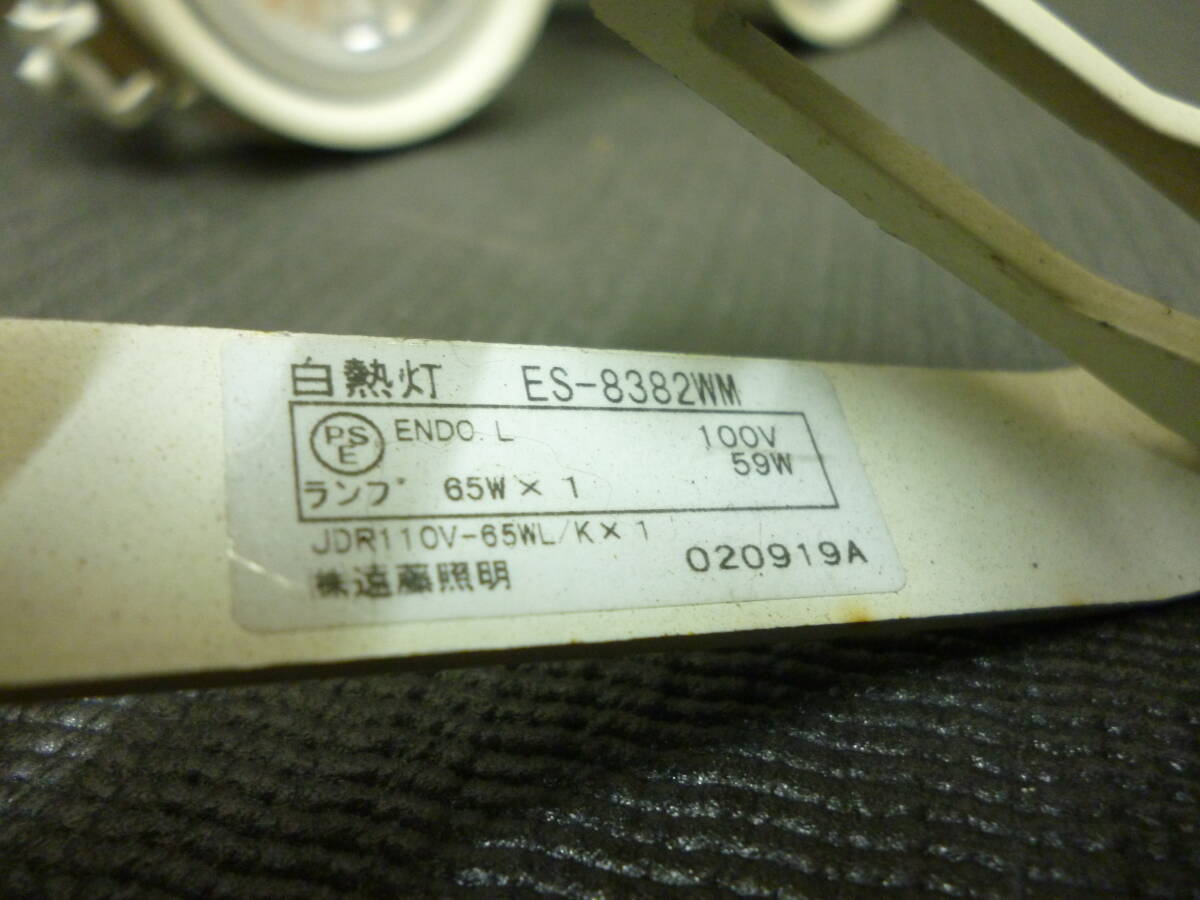 白熱灯 ES-8382WM
PSE ENDO. L 100V
59W
ランプ 65W×1
JDR110V-65WL/K×1
㈱遠藤照明 020919A